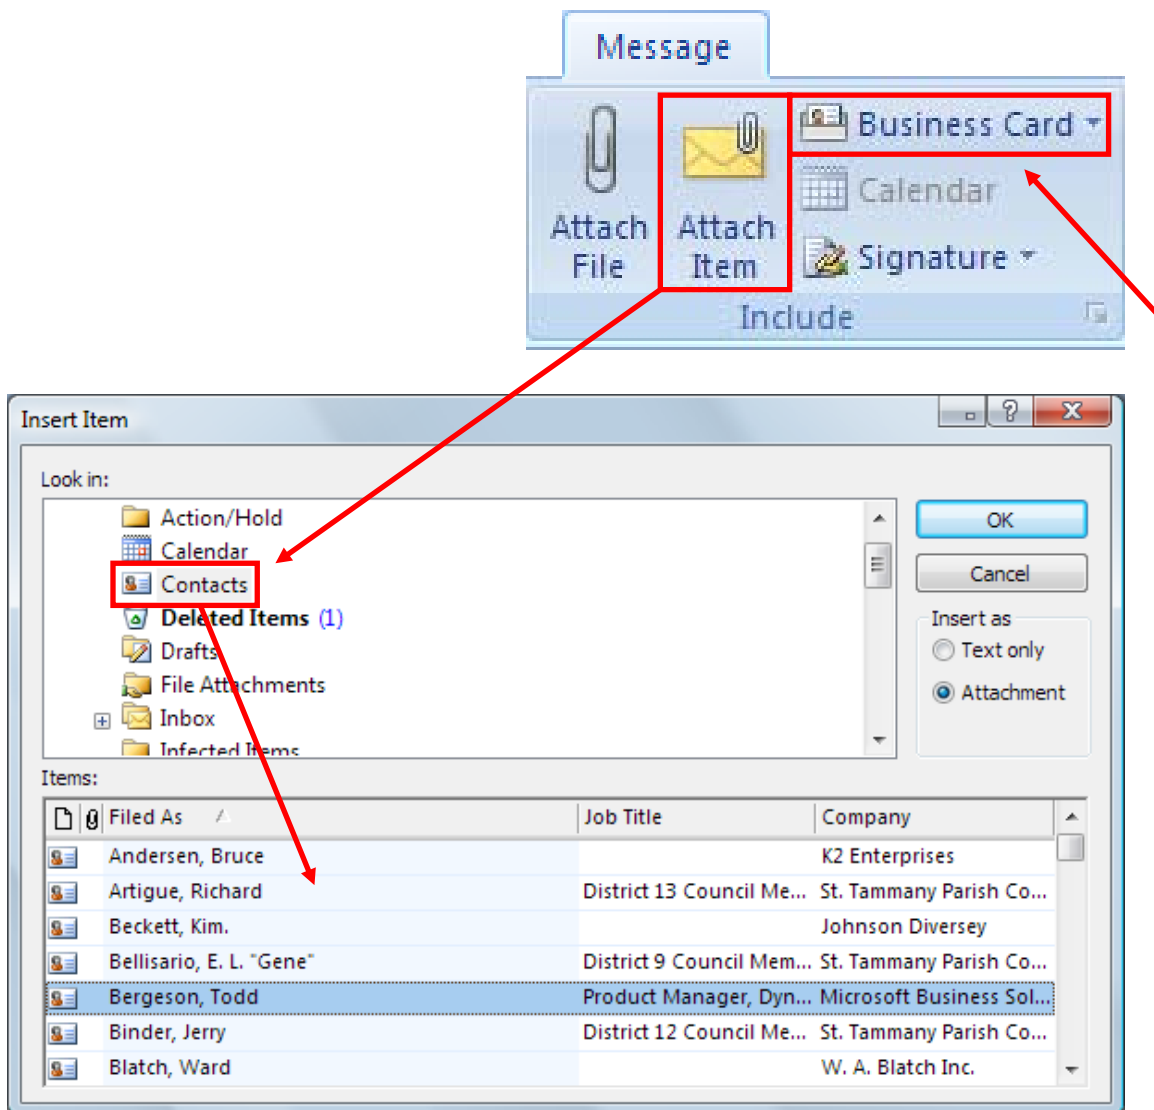 Message
Attach File
Attach Item
Business Card
Calendar
Signature
Include
Insert Item
Look in:
Action/Hold
Calendar
Contacts
Deleted Items (1)
Drafts
File Attachments
Inbox
Infected Items
OK
Cancel
Insert as
Text only
Attachment
Items:
Filed As Job Title Company
Andersen, Bruce K2 Enterprises
Artigue, Richard District 13 Council Me... St. Tammany Parish Co...
Beckett, Kim. Johnson Diversey
Bellisario, E. L. "Gene" District 9 Council Mem... St. Tammany Parish Co...
Bergeson, Todd Product Manager, Dyn... Microsoft Business Sol...
Binder, Jerry District 12 Council Me... St. Tammany Parish Co...
Blatch, Ward W. A. Blatch Inc.